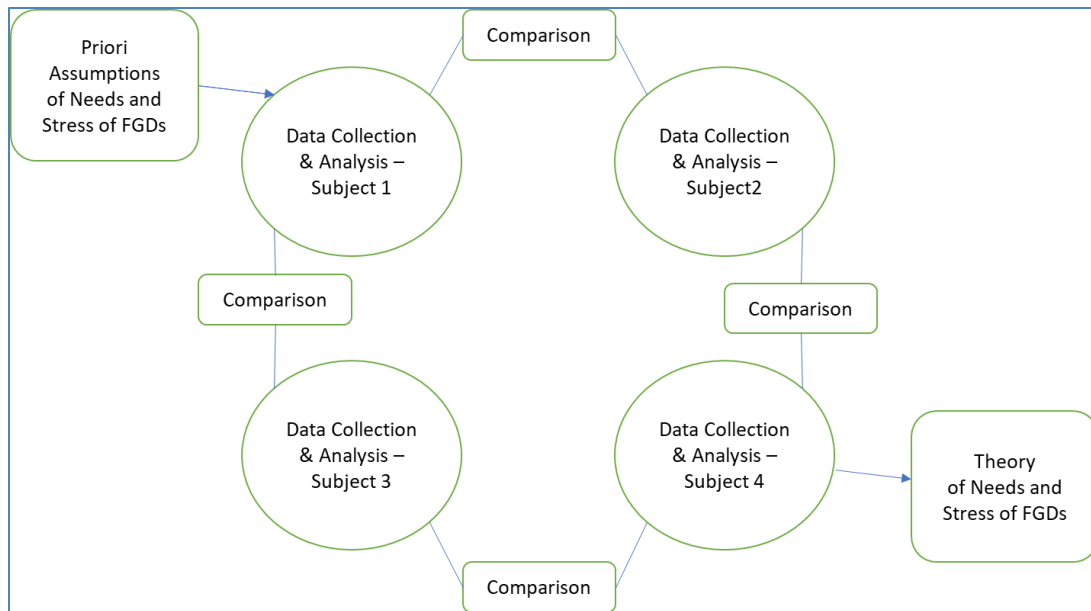 Priori
Assumptions
of Needs and
Stress of FGDs
Comparison
Data Collection
& Analysis –
Subject 1
Data Collection
& Analysis –
Subject2
Comparison
Comparison
Data Collection
& Analysis –
Subject 3
Data Collection
& Analysis –
Subject 4
Theory
of Needs and
Stress of FGDs
Comparison